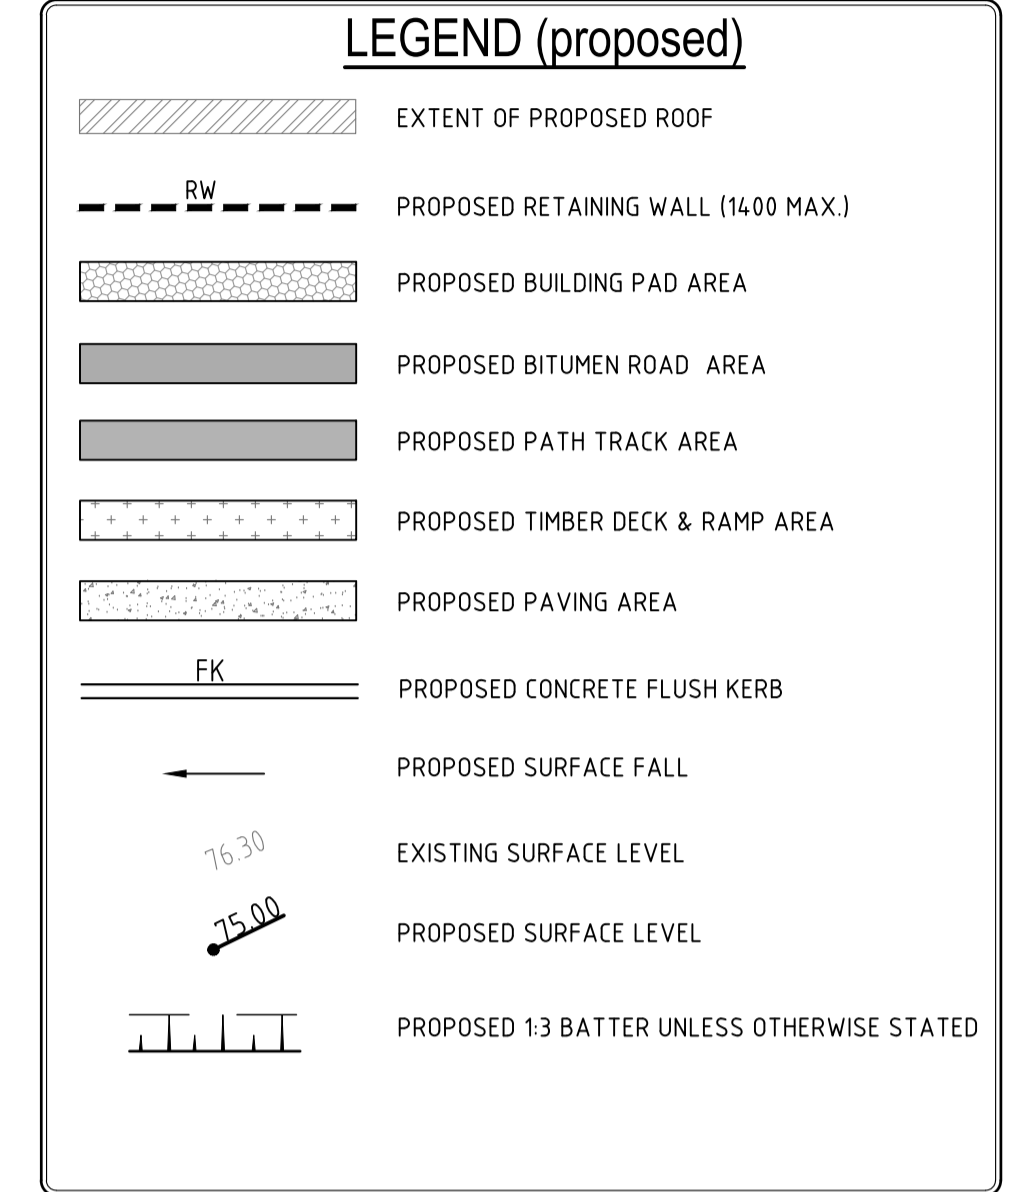 LEGEND (proposed)
EXTENT OF PROPOSED ROOF
RW
PROPOSED RETAINING WALL (1400 MAX.)
PROPOSED BUILDING PAD AREA
PROPOSED BITUMEN ROAD AREA
PROPOSED PATH TRACK AREA
PROPOSED TIMBER DECK & RAMP AREA
PROPOSED PAVING AREA
FK
PROPOSED CONCRETE FLUSH KERB
PROPOSED SURFACE FALL
76.30
EXISTING SURFACE LEVEL
75.00
PROPOSED SURFACE LEVEL
PROPOSED 1:3 BATTER UNLESS OTHERWISE STATED